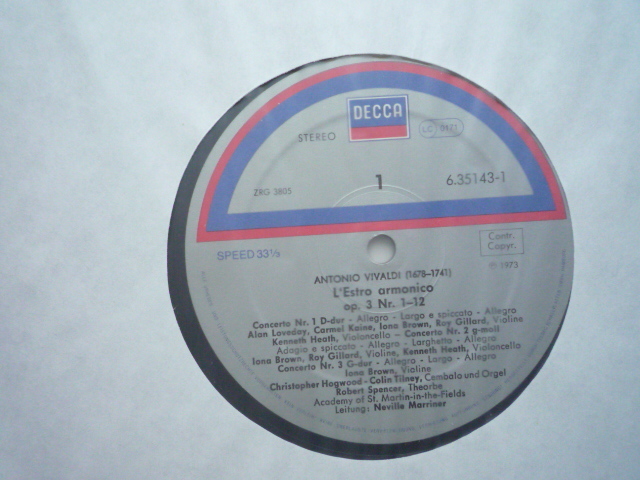 DECCA
STEREO
LC 0171
ZRG 3805
1
6.35143-1
SPEED 33⅓
Contr.
Copyr.
℗ 1973
ANTONIO VIVALDI (1678–1741)
L'Estro armonico
op. 3 Nr. 1–12
Concerto Nr. 1 D-dur - Allegro - Largo e spiccato - Allegro
Alan Loveday, Carmel Kaine, Iona Brown, Roy Gillard, Violine
Kenneth Heath, Violoncello – Concerto Nr. 2 g-moll
Adagio e spiccato - Allegro - Larghetto - Allegro
Iona Brown, Roy Gillard, Violine, Kenneth Heath, Violoncello
Concerto Nr. 3 G-dur - Allegro - Largo - Allegro
Iona Brown, Violine
Christopher Hogwood - Colin Tilney, Cembalo und Orgel
Robert Spencer, Theorbe
Academy of St. Martin-in-the-Fields
Leitung: Neville Marriner